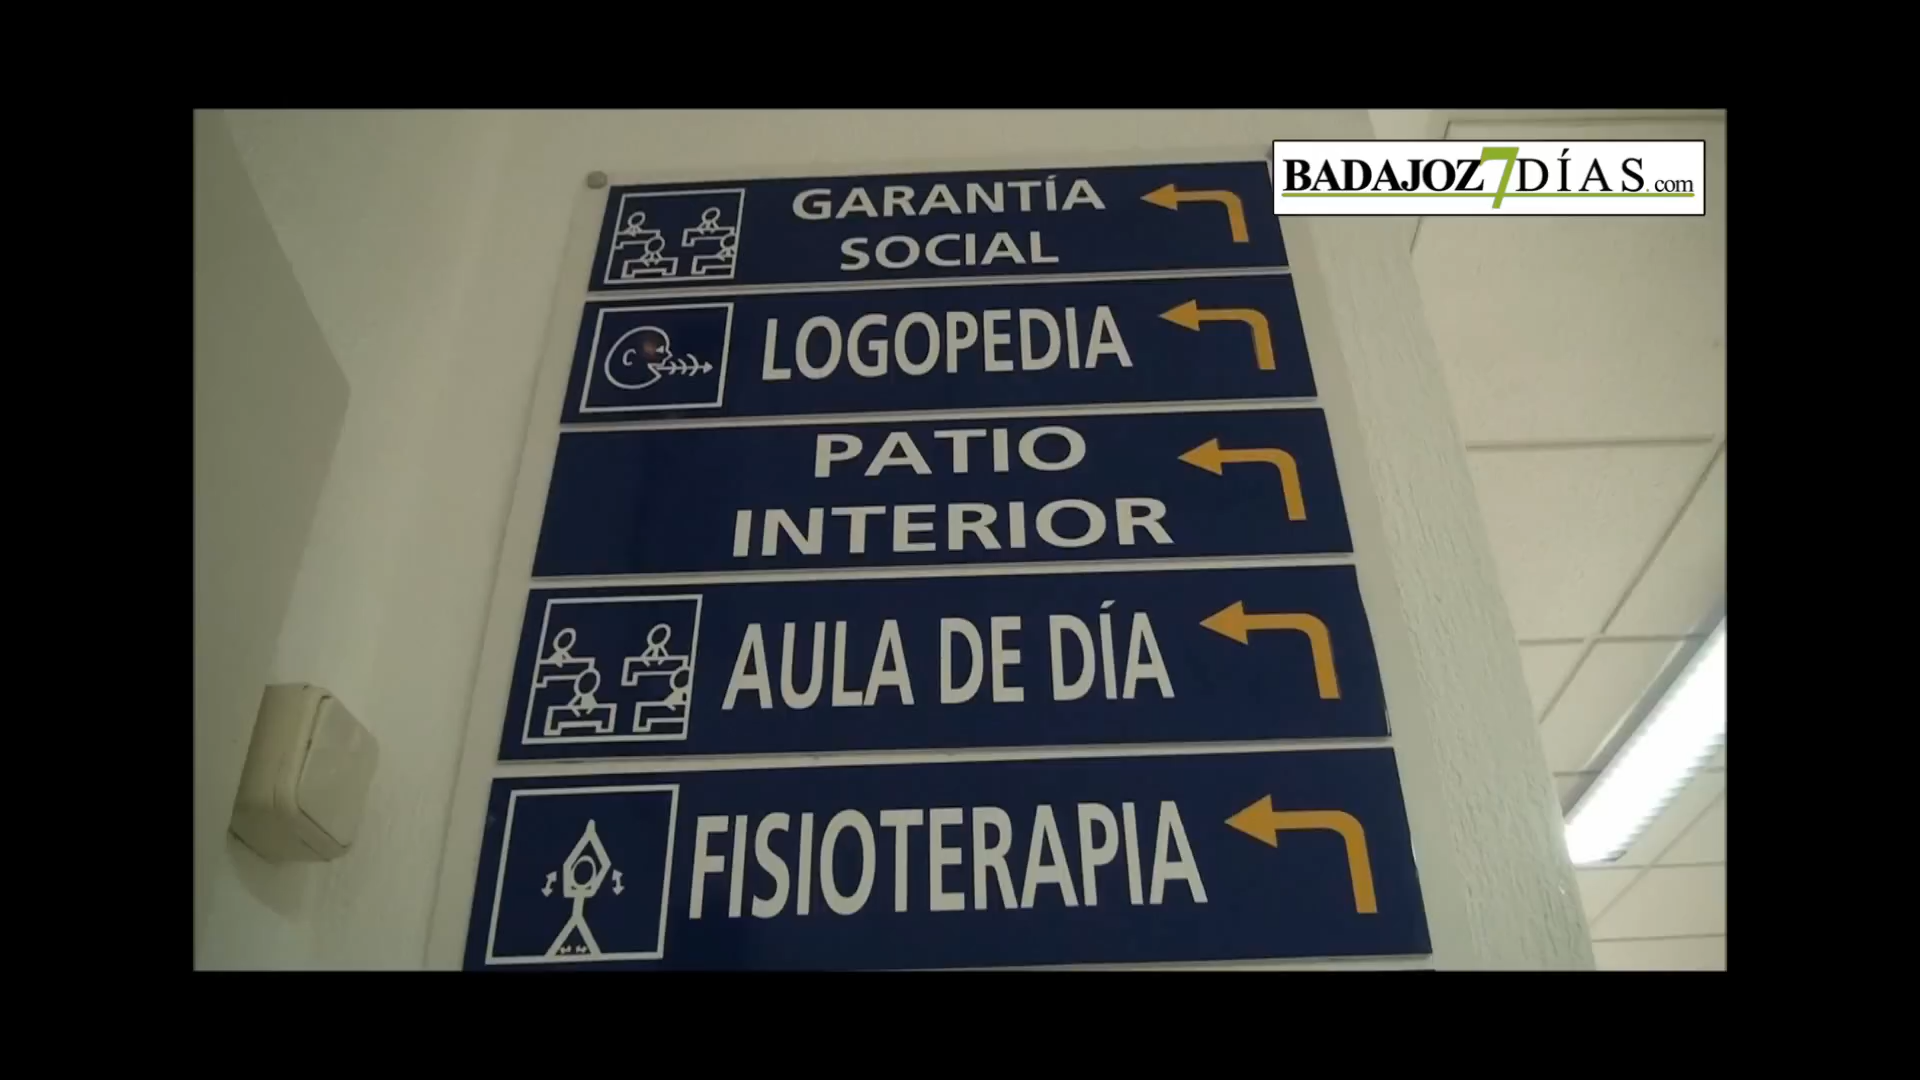 BADAJOZ7DÍAS.com
GARANTÍA
SOCIAL
LOGOPEDIA
PATIO
INTERIOR
AULA DE DÍA
FISIOTERAPIA